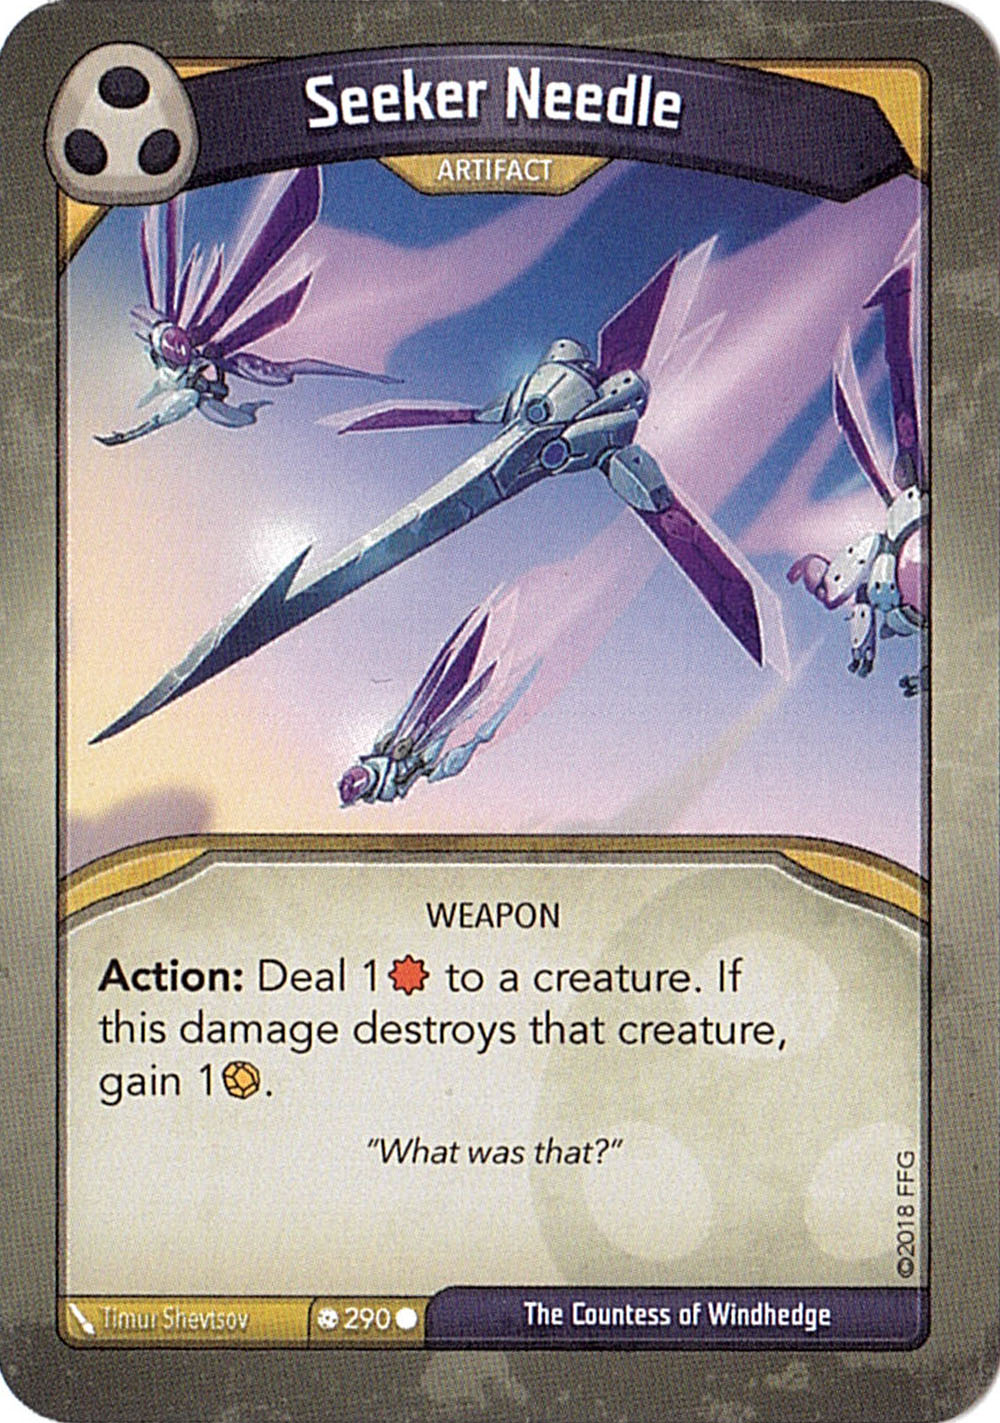 Seeker Needle
ARTIFACT
WEAPON
Action: Deal 1 to a creature. If
this damage destroys that creature,
gain 1.
"What was that?"
©2018 FFG
Timur Shevtsov
290
The Countess of Windhedge